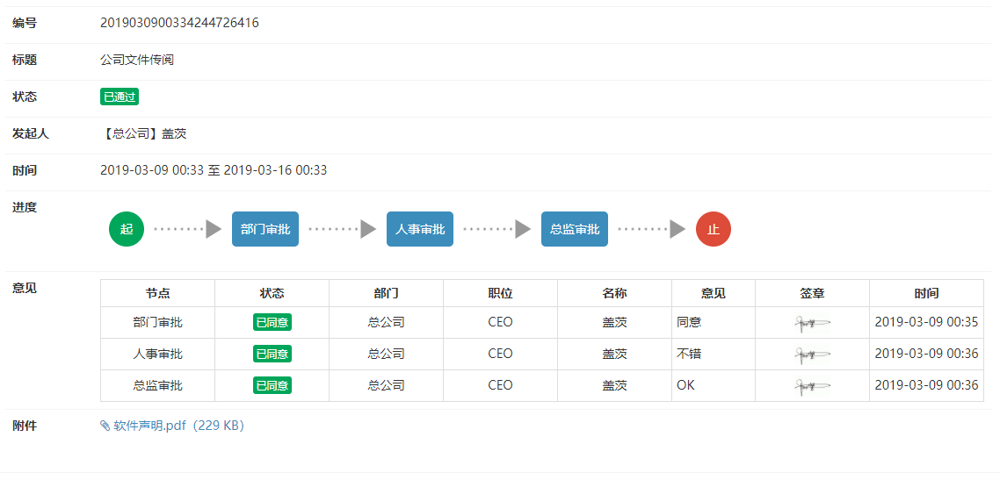 编号 2019030900334244726416
标题 公司文件传阅
状态 已通过
发起人 【总公司】盖茨
时间 2019-03-09 00:33 至 2019-03-16 00:33
进度
起 部门审批 人事审批 总监审批 止
意见
节点 状态 部门 职位 名称 意见 签章 时间
部门审批 已同意 总公司 CEO 盖茨 同意 2019-03-09 00:35
人事审批 已同意 总公司 CEO 盖茨 不错 2019-03-09 00:36
总监审批 已同意 总公司 CEO 盖茨 OK 2019-03-09 00:36
附件 软件声明.pdf（229 KB）